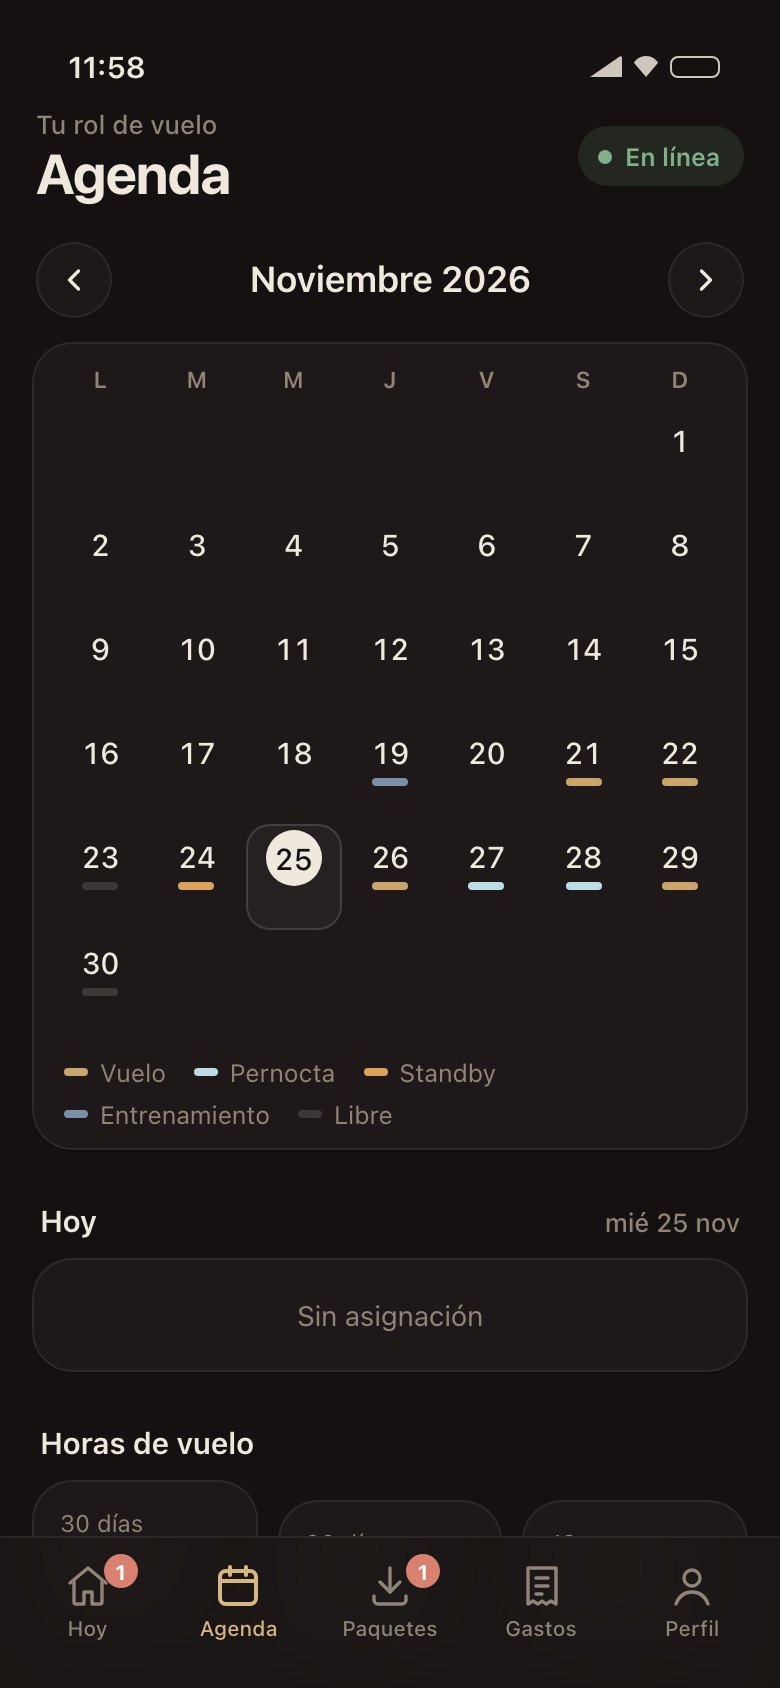 11:58
Tu rol de vuelo
Agenda
En línea
Noviembre 2026
L M M J V S D
1
2 3 4 5 6 7 8
9 10 11 12 13 14 15
16 17 18 19 20 21 22
23 24 25 26 27 28 29
30
Vuelo Pernocta Standby
Entrenamiento Libre
Hoy mié 25 nov
Sin asignación
Horas de vuelo
30 días
1 1
Hoy Agenda Paquetes Gastos Perfil